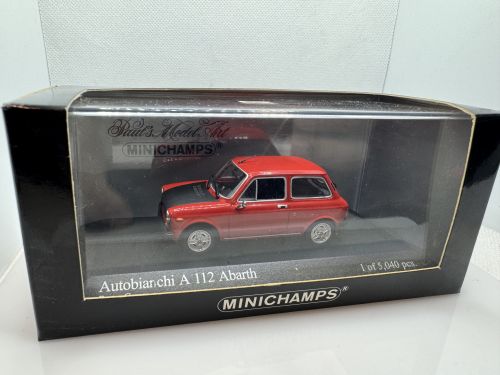 Paul's Model Art
MINICHAMPS
Autobianchi A 112 Abarth
1 of 5,040 pcs.
MINICHAMPS®